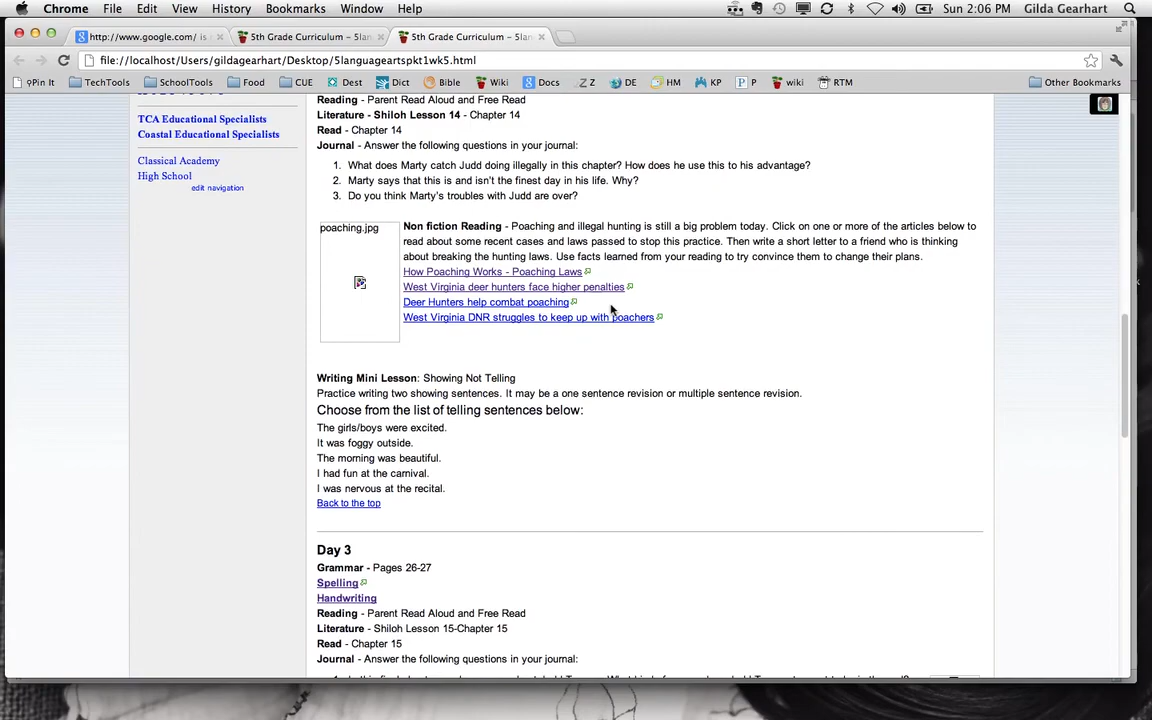 Chrome File Edit View History Bookmarks Window Help Sun 2:06 PM Gilda Gearhart
http://www.google.com/ is 5th Grade Curriculum – 5lan 5th Grade Curriculum – 5lan
file://localhost/Users/gildagearhart/Desktop/5languageartspkt1wk5.html
Pin It TechTools SchoolTools Food CUE Dest Dict Bible Wiki Docs Z DE HM KP P wiki RTM Other Bookmarks
TCA Educational Specialists
Coastal Educational Specialists
Classical Academy
High School
edit navigation
Reading - Parent Read Aloud and Free Read
Literature - Shiloh Lesson 14 - Chapter 14
Read - Chapter 14
Journal - Answer the following questions in your journal:
1. What does Marty catch Judd doing illegally in this chapter? How does he use this to his advantage?
2. Marty says that this is and isn't the finest day in his life. Why?
3. Do you think Marty's troubles with Judd are over?
poaching.jpg
Non fiction Reading - Poaching and illegal hunting is still a big problem today. Click on one or more of the articles below to
read about some recent cases and laws passed to stop this practice. Then write a short letter to a friend who is thinking
about breaking the hunting laws. Use facts learned from your reading to try convince them to change their plans.
How Poaching Works - Poaching Laws
West Virginia deer hunters face higher penalties
Deer Hunters help combat poaching
West Virginia DNR struggles to keep up with poachers
Writing Mini Lesson: Showing Not Telling
Practice writing two showing sentences. It may be a one sentence revision or multiple sentence revision.
Choose from the list of telling sentences below:
The girls/boys were excited.
It was foggy outside.
The morning was beautiful.
I had fun at the carnival.
I was nervous at the recital.
Back to the top
Day 3
Grammar - Pages 26-27
Spelling
Handwriting
Reading - Parent Read Aloud and Free Read
Literature - Shiloh Lesson 15-Chapter 15
Read - Chapter 15
Journal - Answer the following questions in your journal: